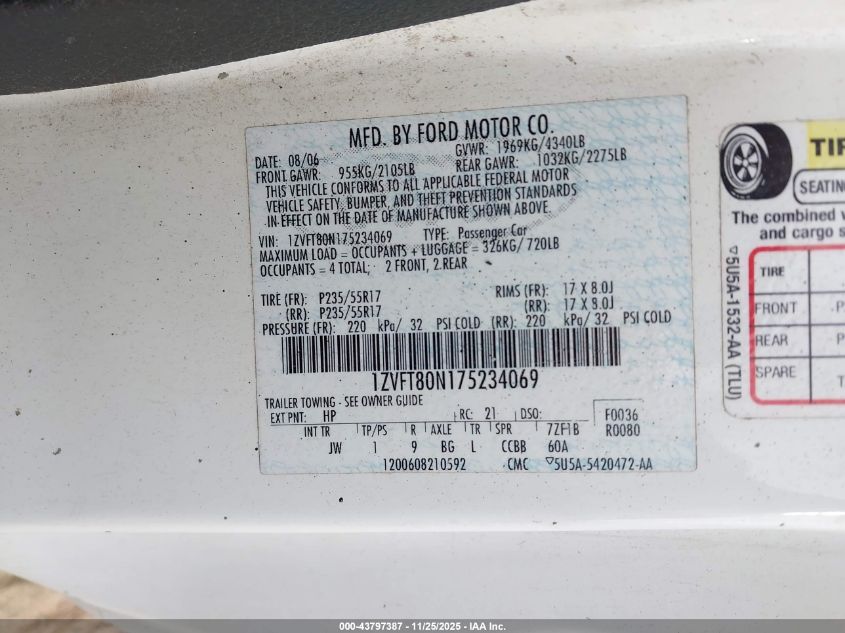 MFD. BY FORD MOTOR CO.
DATE: 08/06 GVWR: 1969KG/4340LB
FRONT GAWR: 955KG/2105LB REAR GAWR: 1032KG/2275LB
THIS VEHICLE CONFORMS TO ALL APPLICABLE FEDERAL MOTOR
VEHICLE SAFETY, BUMPER, AND THEFT PREVENTION STANDARDS
IN EFFECT ON THE DATE OF MANUFACTURE SHOWN ABOVE.
VIN: 1ZVFT80N175234069 TYPE: Passenger Car
MAXIMUM LOAD = OCCUPANTS + LUGGAGE = 326KG/ 720LB
OCCUPANTS = 4 TOTAL; 2 FRONT, 2 REAR
TIRE (FR): P235/55R17 RIMS (FR): 17 X 8.0J
(RR): P235/55R17 (RR): 17 X 8.0J
PRESSURE (FR): 220 kPa/ 32 PSI COLD (RR): 220 kPa/ 32 PSI COLD
1ZVFT80N175234069
TRAILER TOWING - SEE OWNER GUIDE
EXT PNT: HP RC: 21 DSO: F0036
INT TR TP/PS R AXLE TR SPR 7ZF1B R0080
JW 1 9 BG L CCBB 60A
1200608210592 CMC ▽5U5A-5420472-AA
TIR
SEATING
The combined
and cargo s
TIRE
FRONT P
REAR P
SPARE T
▽5U5A-1532-AA (TLU)
000-43797387 - 11/25/2025 - IAA Inc.